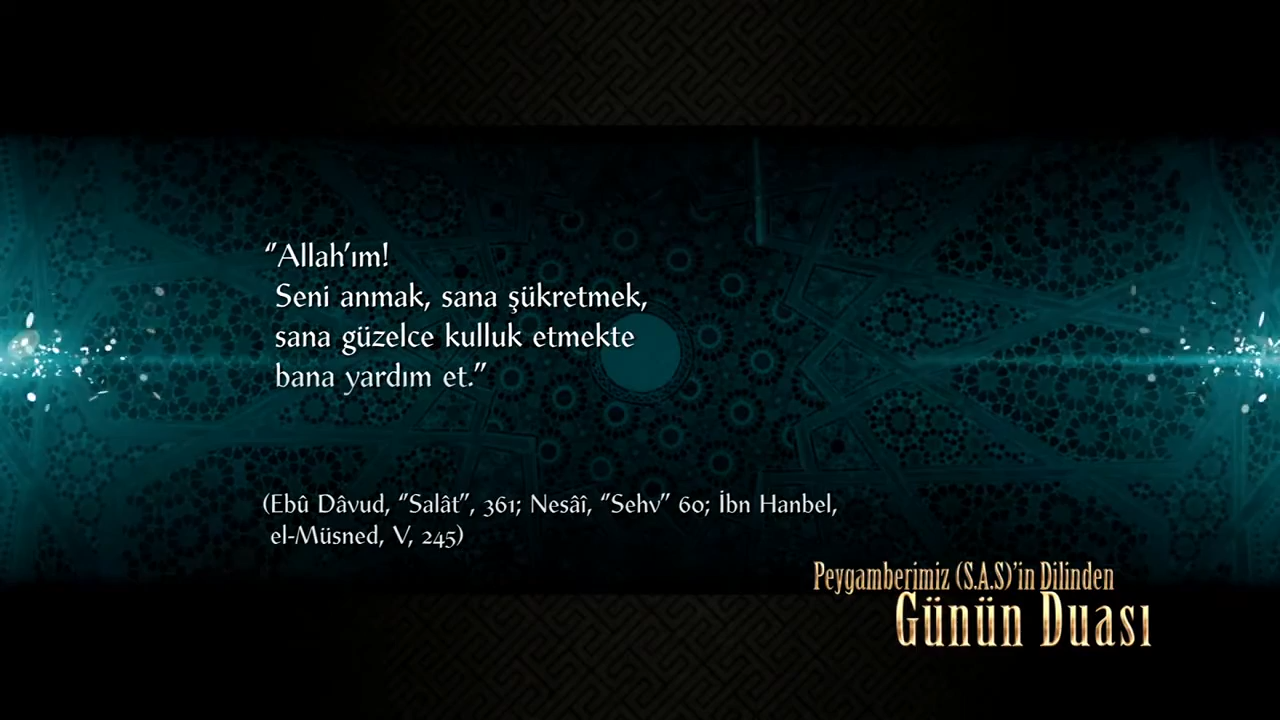 “Allah’ım!
Seni anmak, sana şükretmek,
sana güzelce kulluk etmekte
bana yardım et.”
(Ebû Dâvud, “Salât”, 361; Nesâî, “Sehv” 60; İbn Hanbel,
el-Müsned, V, 245)
Peygamberimiz (S.A.S)’in Dilinden
Günün Duası